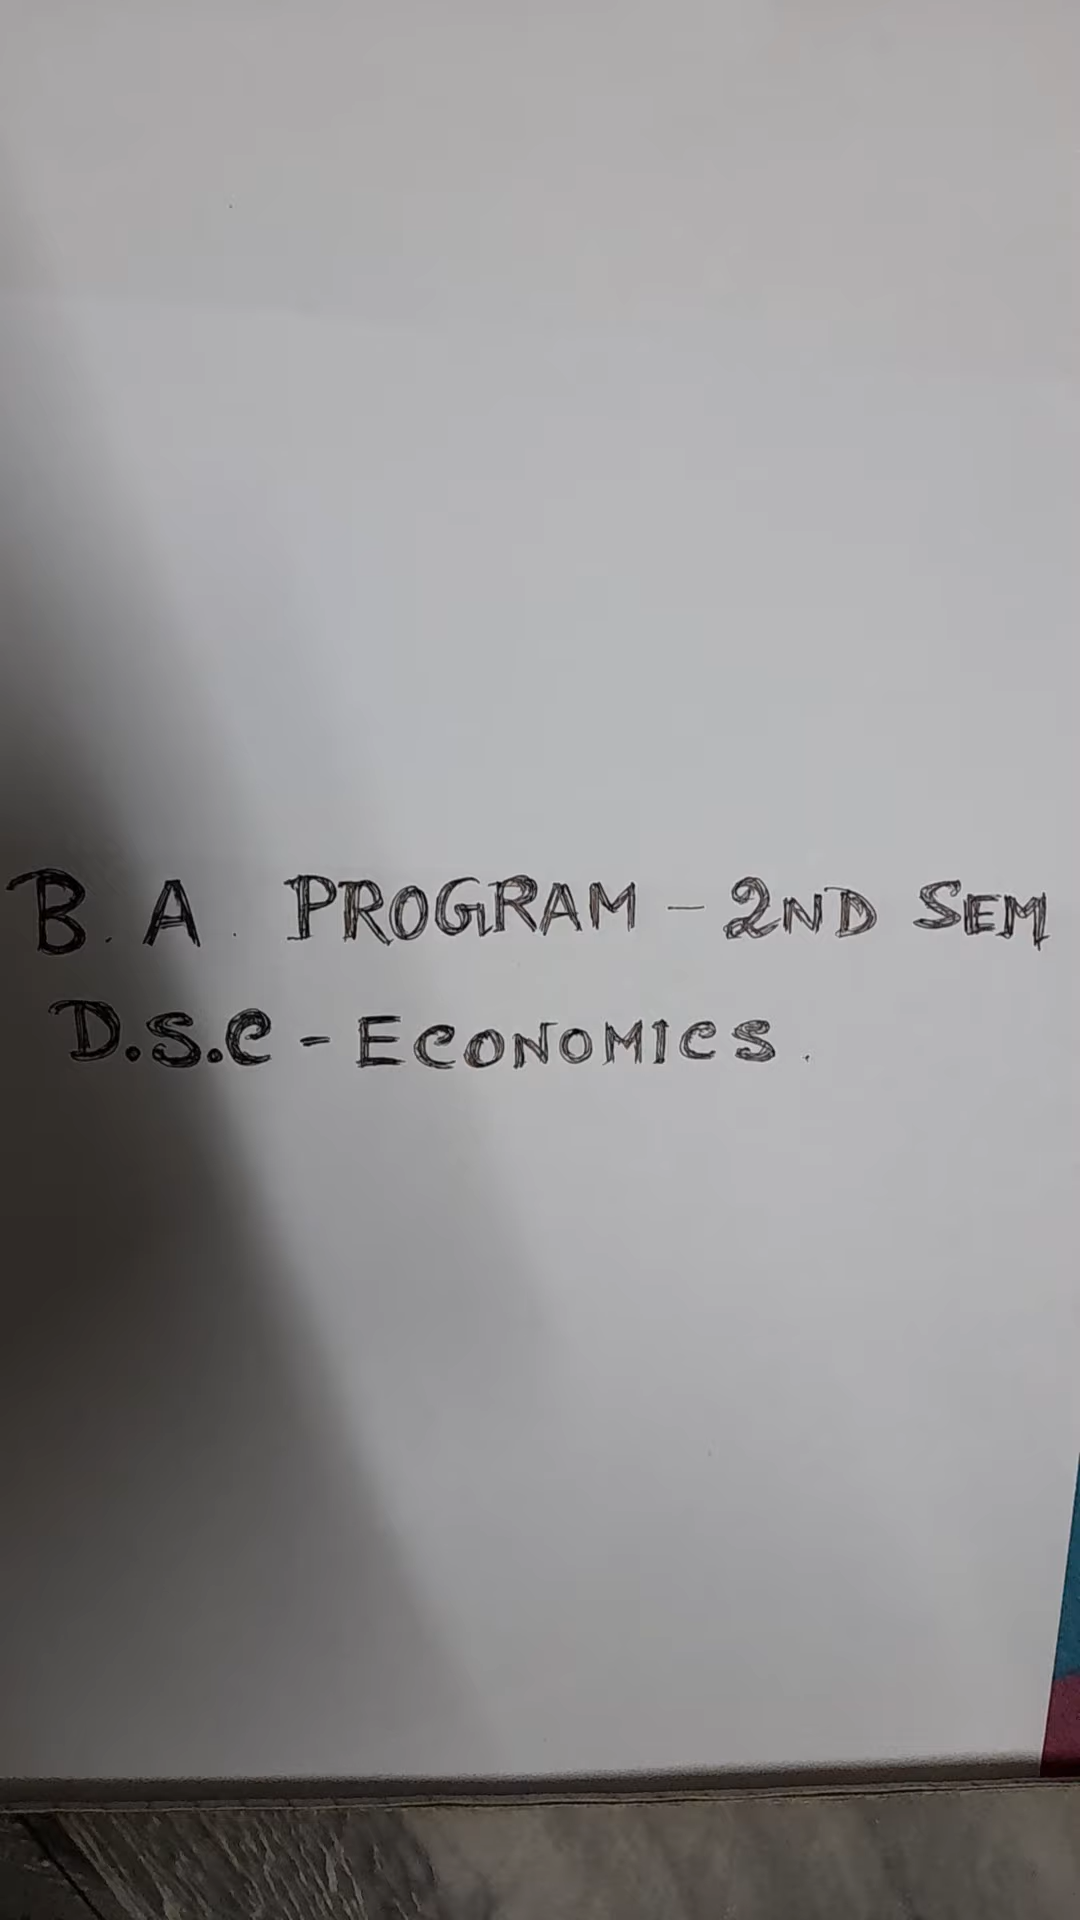 B. A. PROGRAM - 2ND SEM
D.S.C - ECONOMICS.